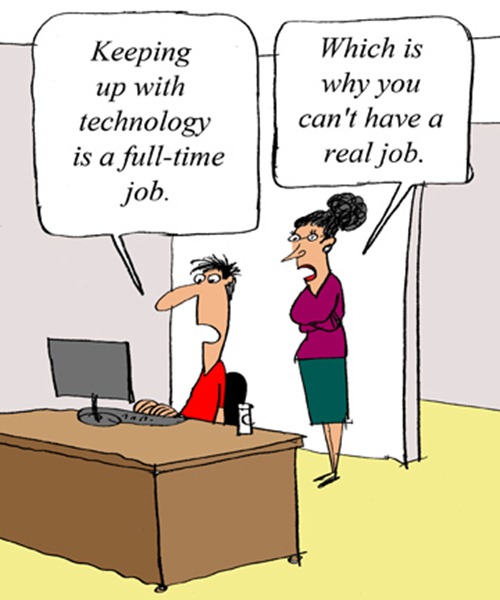 Keeping
up with
technology
is a full-time
job.
Which is
why you
can't have a
real job.